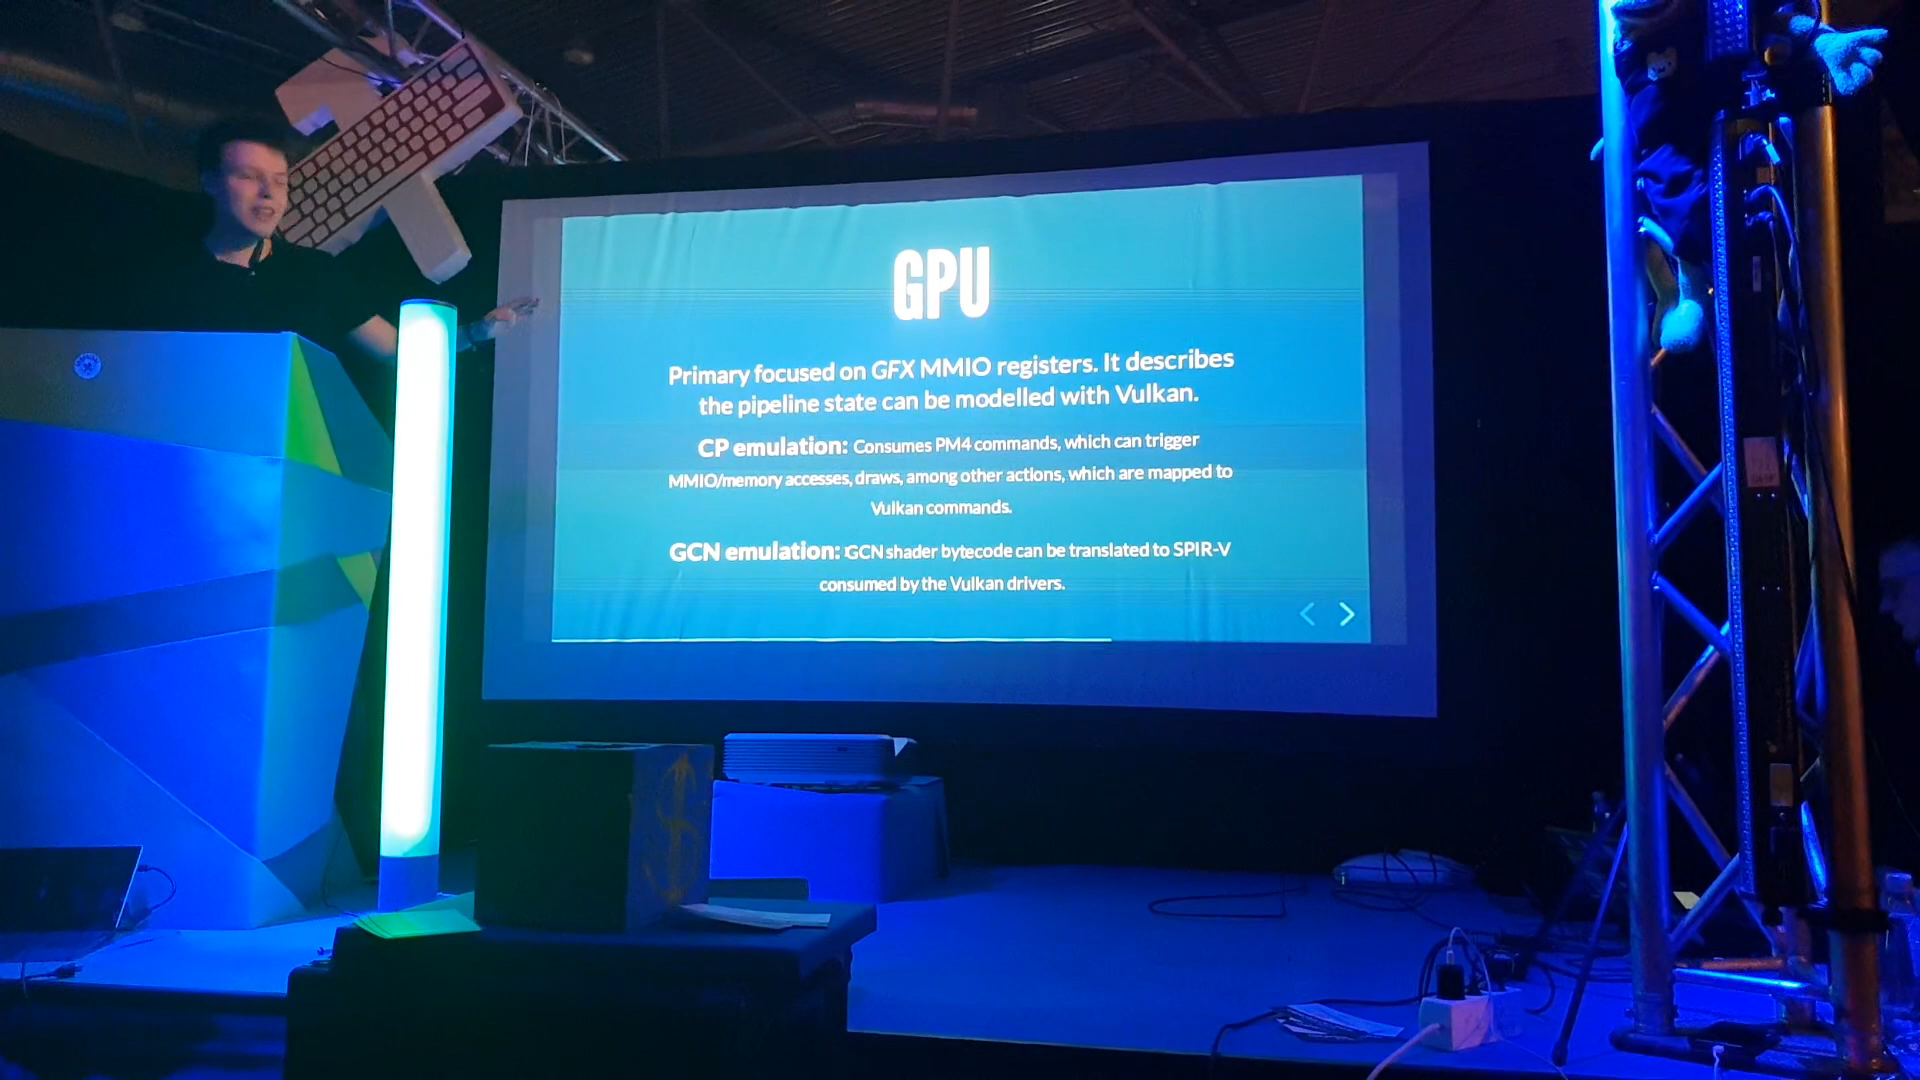 GPU
Primary focused on GFX MMIO registers. It describes
the pipeline state can be modelled with Vulkan.
CP emulation: Consumes PM4 commands, which can trigger
MMIO/memory accesses, draws, among other actions, which are mapped to
Vulkan commands.
GCN emulation: GCN shader bytecode can be translated to SPIR-V
consumed by the Vulkan drivers.